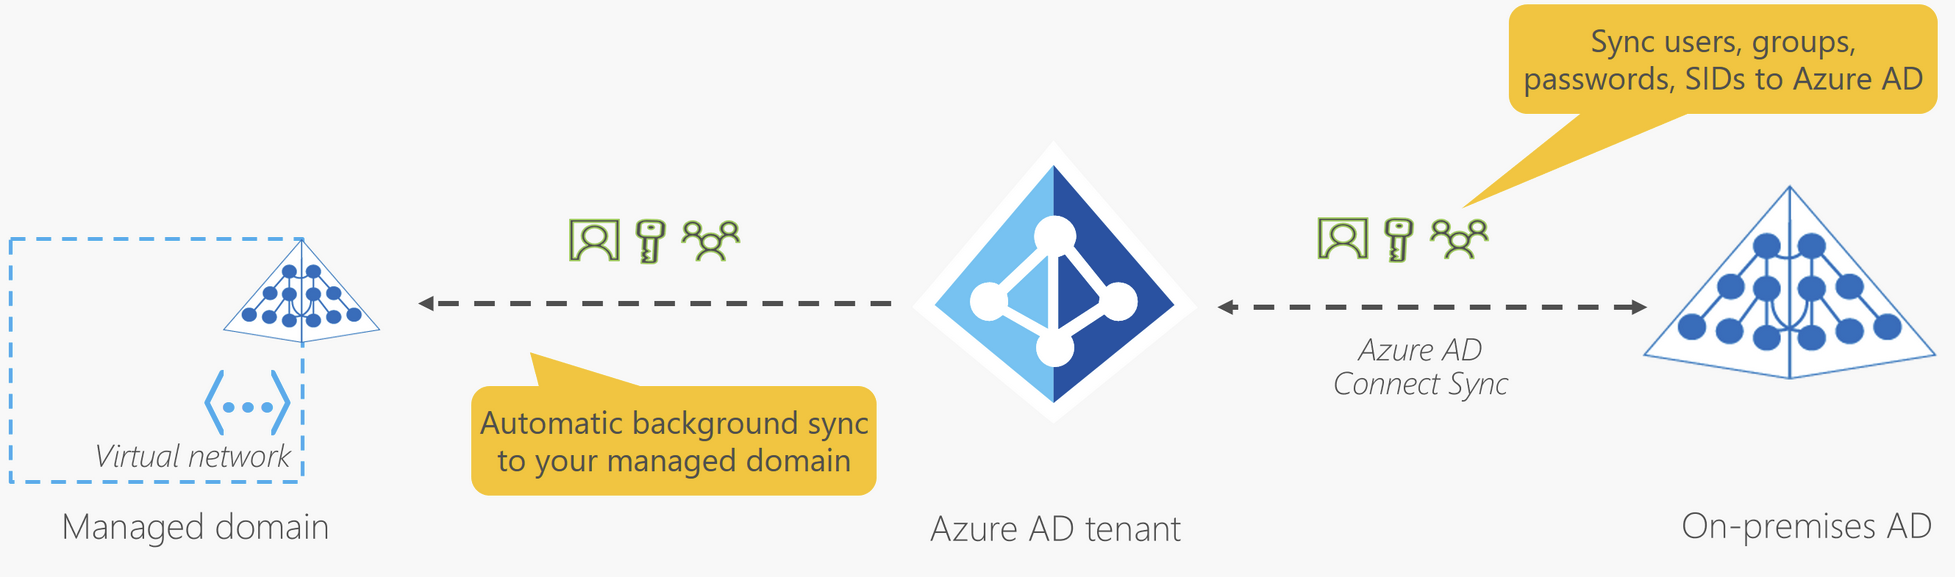 Sync users, groups,
passwords, SIDs to Azure AD
Azure AD
Connect Sync
Automatic background sync
to your managed domain
Virtual network
Managed domain
Azure AD tenant
On-premises AD